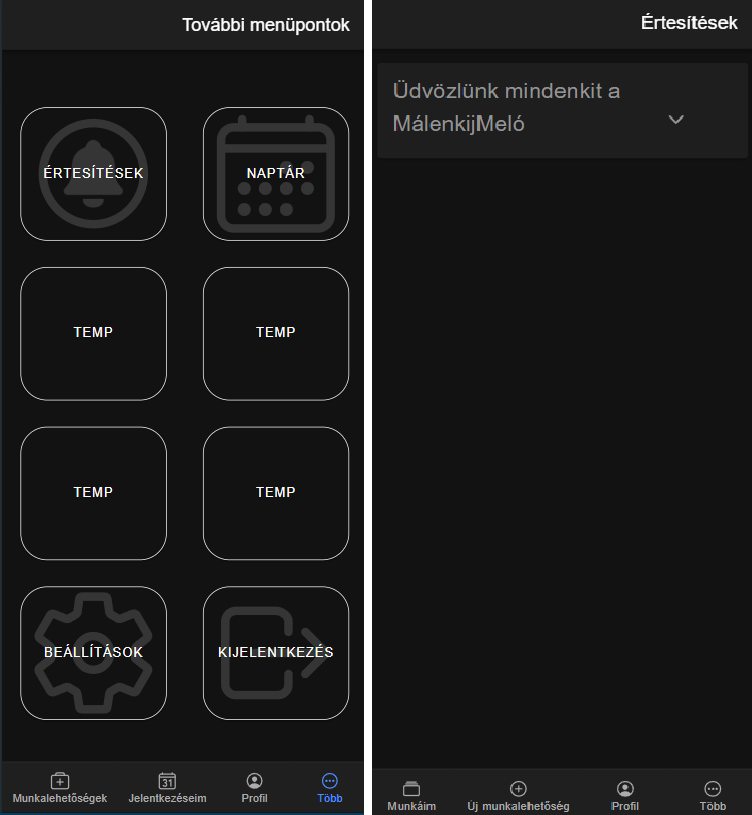 További menüpontok
ÉRTESÍTÉSEK
NAPTÁR
TEMP
TEMP
TEMP
TEMP
BEÁLLÍTÁSOK
KIJELENTKEZÉS
31
Munkalehetőségek
Jelentkezéseim
Profil
Több
Értesítések
Üdvözlünk mindenkit a
MálenkijMeló
Munkáim
Új munkalehetőség
Profil
Több